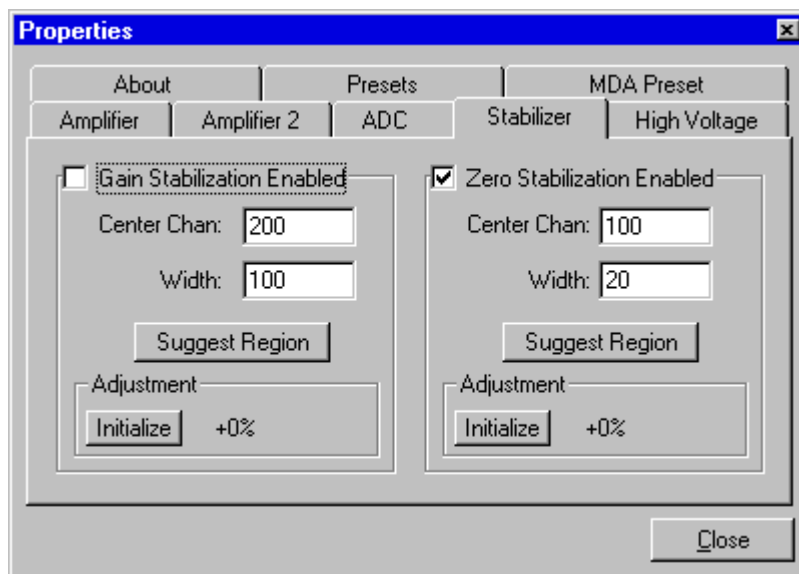 Properties
About Presets MDA Preset
Amplifier Amplifier 2 ADC Stabilizer High Voltage
Gain Stabilization Enabled
Center Chan: 200
Width: 100
Suggest Region
Adjustment
Initialize +0%
Zero Stabilization Enabled
Center Chan: 100
Width: 20
Suggest Region
Adjustment
Initialize +0%
Close